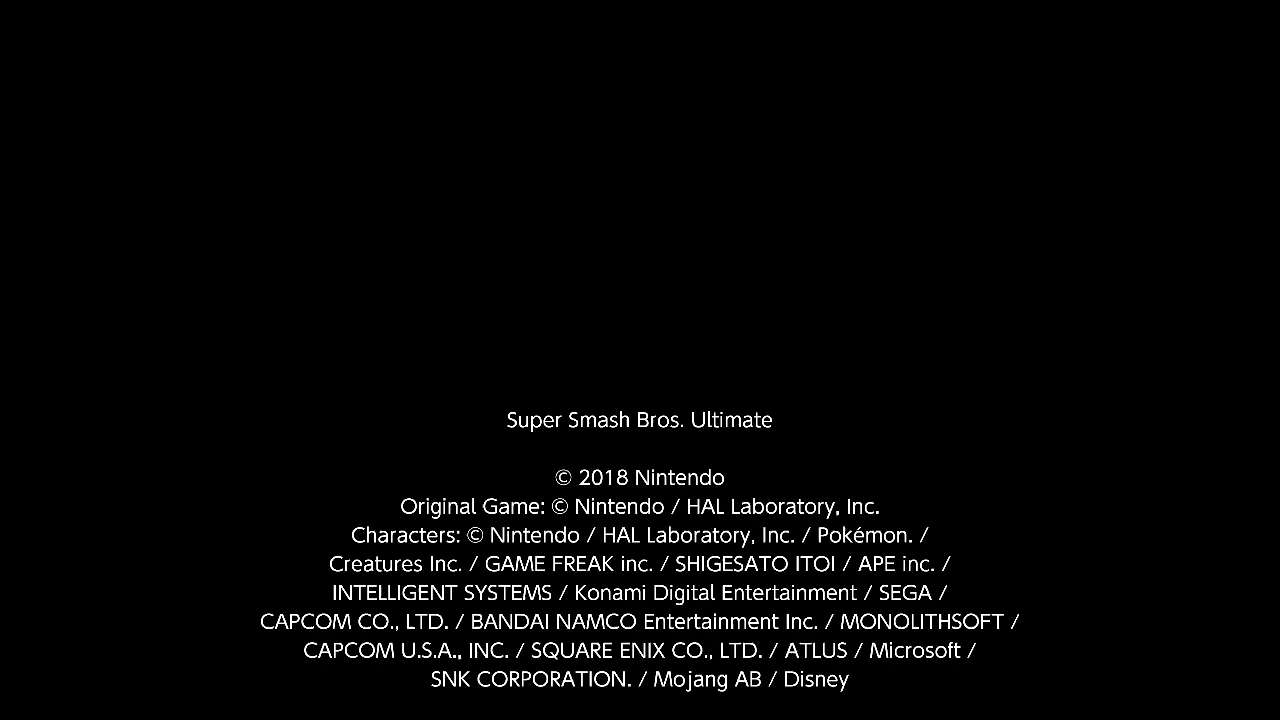 Super Smash Bros. Ultimate
© 2018 Nintendo
Original Game: © Nintendo / HAL Laboratory, Inc.
Characters: © Nintendo / HAL Laboratory, Inc. / Pokémon. /
Creatures Inc. / GAME FREAK inc. / SHIGESATO ITOI / APE inc. /
INTELLIGENT SYSTEMS / Konami Digital Entertainment / SEGA /
CAPCOM CO., LTD. / BANDAI NAMCO Entertainment Inc. / MONOLITHSOFT /
CAPCOM U.S.A., INC. / SQUARE ENIX CO., LTD. / ATLUS / Microsoft /
SNK CORPORATION. / Mojang AB / Disney